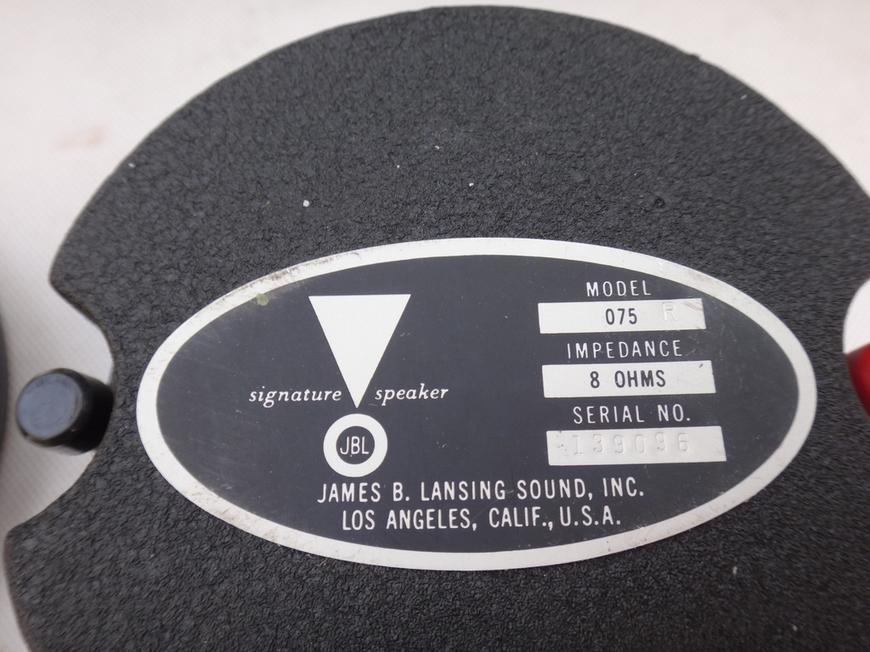 MODEL
075 R
IMPEDANCE
8 OHMS
SERIAL NO.
139096
signature speaker
JBL
JAMES B. LANSING SOUND, INC.
LOS ANGELES, CALIF., U.S.A.